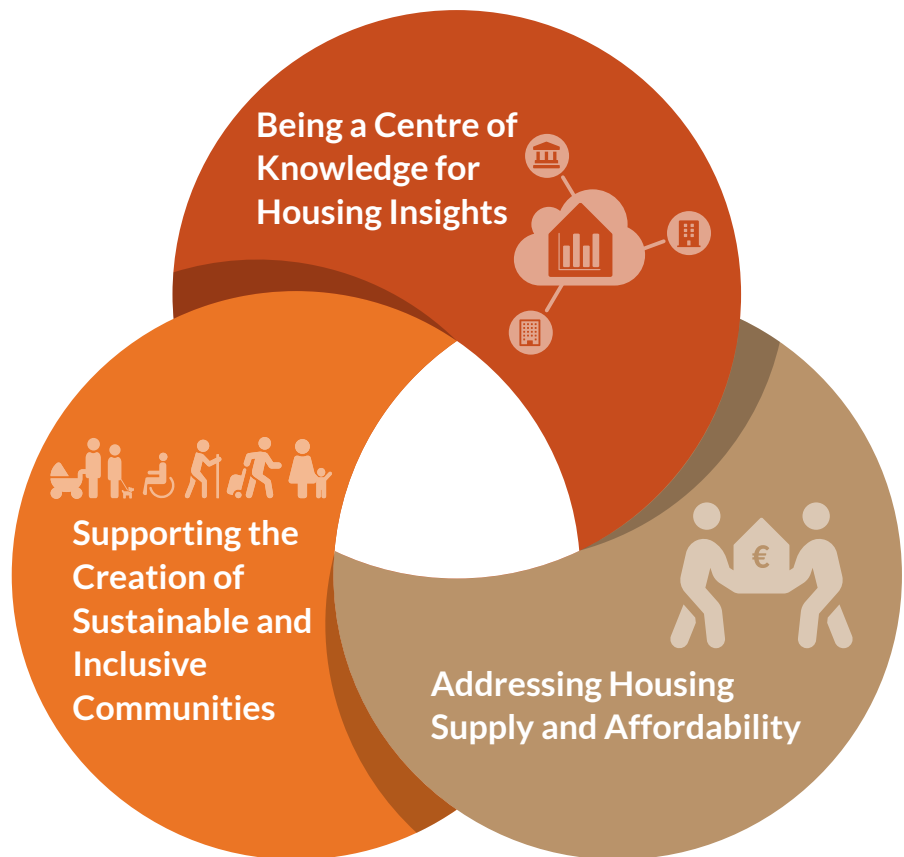 Being a Centre of
Knowledge for
Housing Insights
Supporting the
Creation of
Sustainable and
Inclusive
Communities
€
Addressing Housing
Supply and Affordability